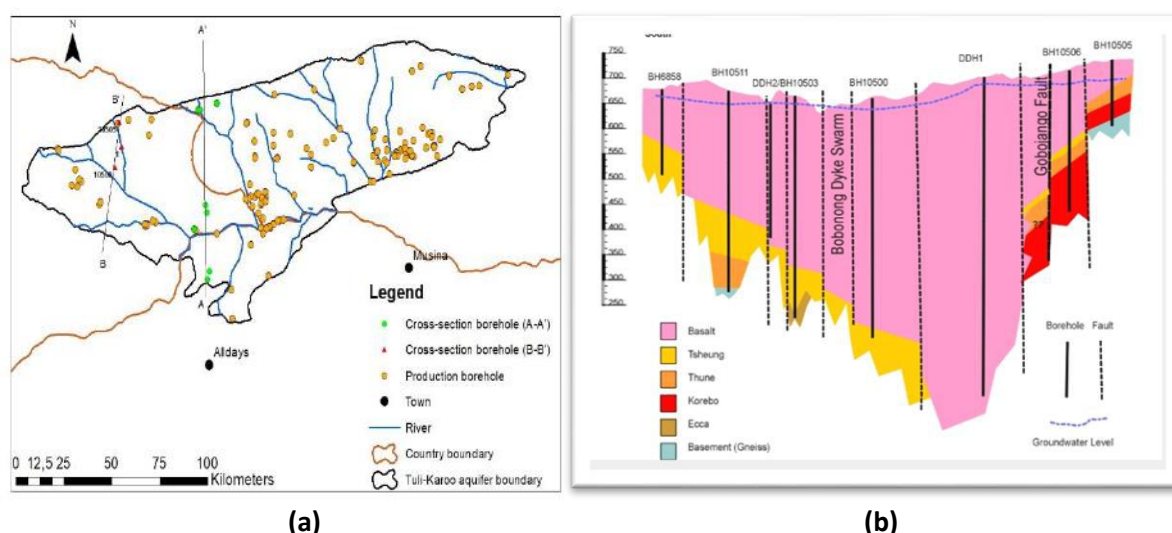 N
A'
B'
B
A
Musina
Alldays
Legend
Cross-section borehole (A-A')
Cross-section borehole (B-B')
Production borehole
Town
River
Country boundary
Tuli-Karoo aquifer boundary
0 12,5 25 50 75 100
Kilometers
(a)
750
700
650
600
550
500
450
400
350
300
250
BH6858
BH10511
DDH2/BH10503
BH10500
DDH1
BH10506
BH10505
Bobonong Dyke Swarm
Gobojango Fault
??
Basalt
Tsheung
Thune
Korebo
Ecca
Basement (Gneiss)
Borehole
Fault
Groundwater Level
(b)